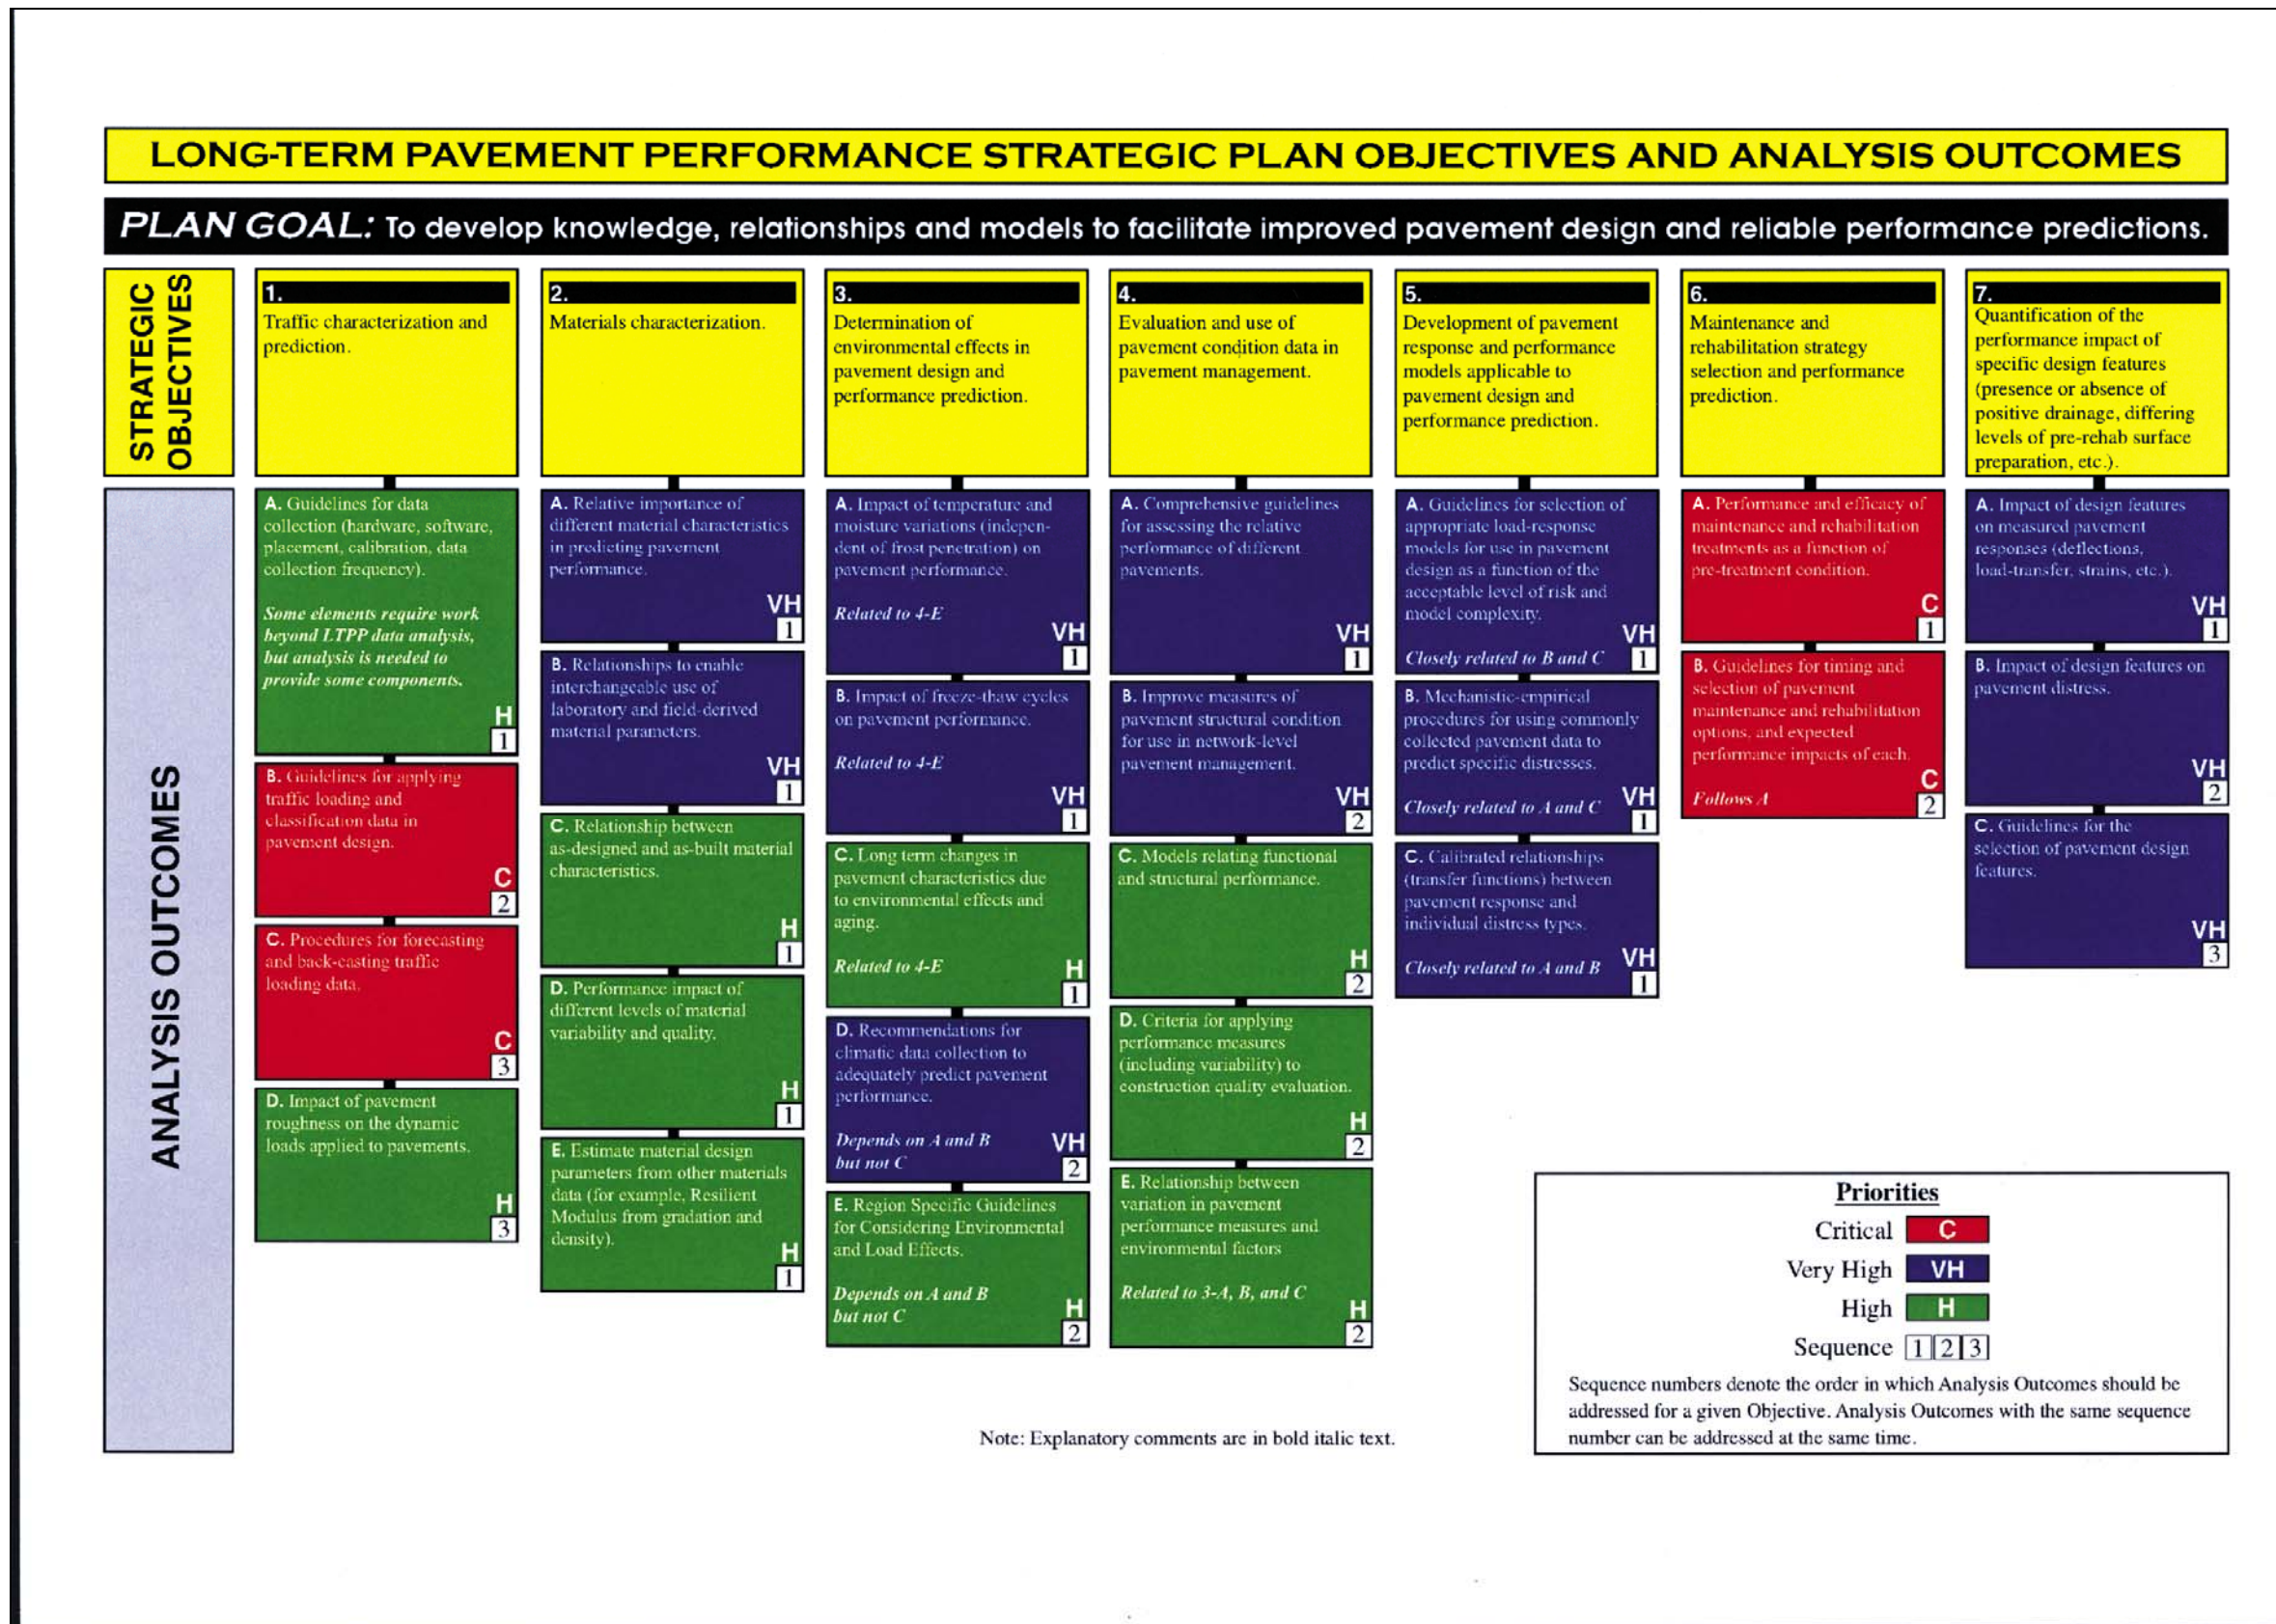 LONG-TERM PAVEMENT PERFORMANCE STRATEGIC PLAN OBJECTIVES AND ANALYSIS OUTCOMES
PLAN GOAL: To develop knowledge, relationships and models to facilitate improved pavement design and reliable performance predictions.
STRATEGIC
OBJECTIVES
1.
Traffic characterization and
prediction.
2.
Materials characterization.
3.
Determination of
environmental effects in
pavement design and
performance prediction.
4.
Evaluation and use of
pavement condition data in
pavement management.
5.
Development of pavement
response and performance
models applicable to
pavement design and
performance prediction.
6.
Maintenance and
rehabilitation strategy
selection and performance
prediction.
7.
Quantification of the
performance impact of
specific design features
(presence or absence of
positive drainage, differing
levels of pre-rehab surface
preparation, etc.).
ANALYSIS OUTCOMES
A. Guidelines for data
collection (hardware, software,
placement, calibration, data
collection frequency).
Some elements require work
beyond LTPP data analysis,
but analysis is needed to
provide some components.
H
1
B. Guidelines for applying
traffic loading and
classification data in
pavement design.
C
2
C. Procedures for forecasting
and back-casting traffic
loading data.
C
3
D. Impact of pavement
roughness on the dynamic
loads applied to pavements.
H
3
A. Relative importance of
different material characteristics
in predicting pavement
performance.
VH
1
B. Relationships to enable
interchangeable use of
laboratory and field-derived
material parameters.
VH
1
C. Relationship between
as-designed and as-built material
characteristics.
H
1
D. Performance impact of
different levels of material
variability and quality.
H
1
E. Estimate material design
parameters from other materials
data (for example, Resilient
Modulus from gradation and
density).
H
1
A. Impact of temperature and
moisture variations (indepen-
dent of frost penetration) on
pavement performance.
Related to 4-E
VH
1
B. Impact of freeze-thaw cycles
on pavement performance.
Related to 4-E
VH
1
C. Long term changes in
pavement characteristics due
to environmental effects and
aging.
Related to 4-E
H
1
D. Recommendations for
climatic data collection to
adequately predict pavement
performance.
Depends on A and B
but not C
VH
2
E. Region Specific Guidelines
for Considering Environmental
and Load Effects.
Depends on A and B
but not C
H
2
A. Comprehensive guidelines
for assessing the relative
performance of different
pavements.
VH
1
B. Improve measures of
pavement structural condition
for use in network-level
pavement management.
VH
2
C. Models relating functional
and structural performance.
H
2
D. Criteria for applying
performance measures
(including variability) to
construction quality evaluation.
H
2
E. Relationship between
variation in pavement
performance measures and
environmental factors
Related to 3-A, B, and C
H
2
A. Guidelines for selection of
appropriate load-response
models for use in pavement
design as a function of the
acceptable level of risk and
model complexity.
Closely related to B and C
VH
1
B. Mechanistic-empirical
procedures for using commonly
collected pavement data to
predict specific distresses.
Closely related to A and C
VH
1
C. Calibrated relationships
(transfer functions) between
pavement response and
individual distress types.
Closely related to A and B
VH
1
A. Performance and efficacy of
maintenance and rehabilitation
treatments as a function of
pre-treatment condition.
C
1
B. Guidelines for timing and
selection of pavement
maintenance and rehabilitation
options, and expected
performance impacts of each.
Follows A
C
2
A. Impact of design features
on measured pavement
responses (deflections,
load-transfer, strains, etc.).
VH
1
B. Impact of design features on
pavement distress.
VH
2
C. Guidelines for the
selection of pavement design
features.
VH
3
Priorities
Critical C
Very High VH
High H
Sequence 1 2 3
Sequence numbers denote the order in which Analysis Outcomes should be
addressed for a given Objective. Analysis Outcomes with the same sequence
number can be addressed at the same time.
Note: Explanatory comments are in bold italic text.